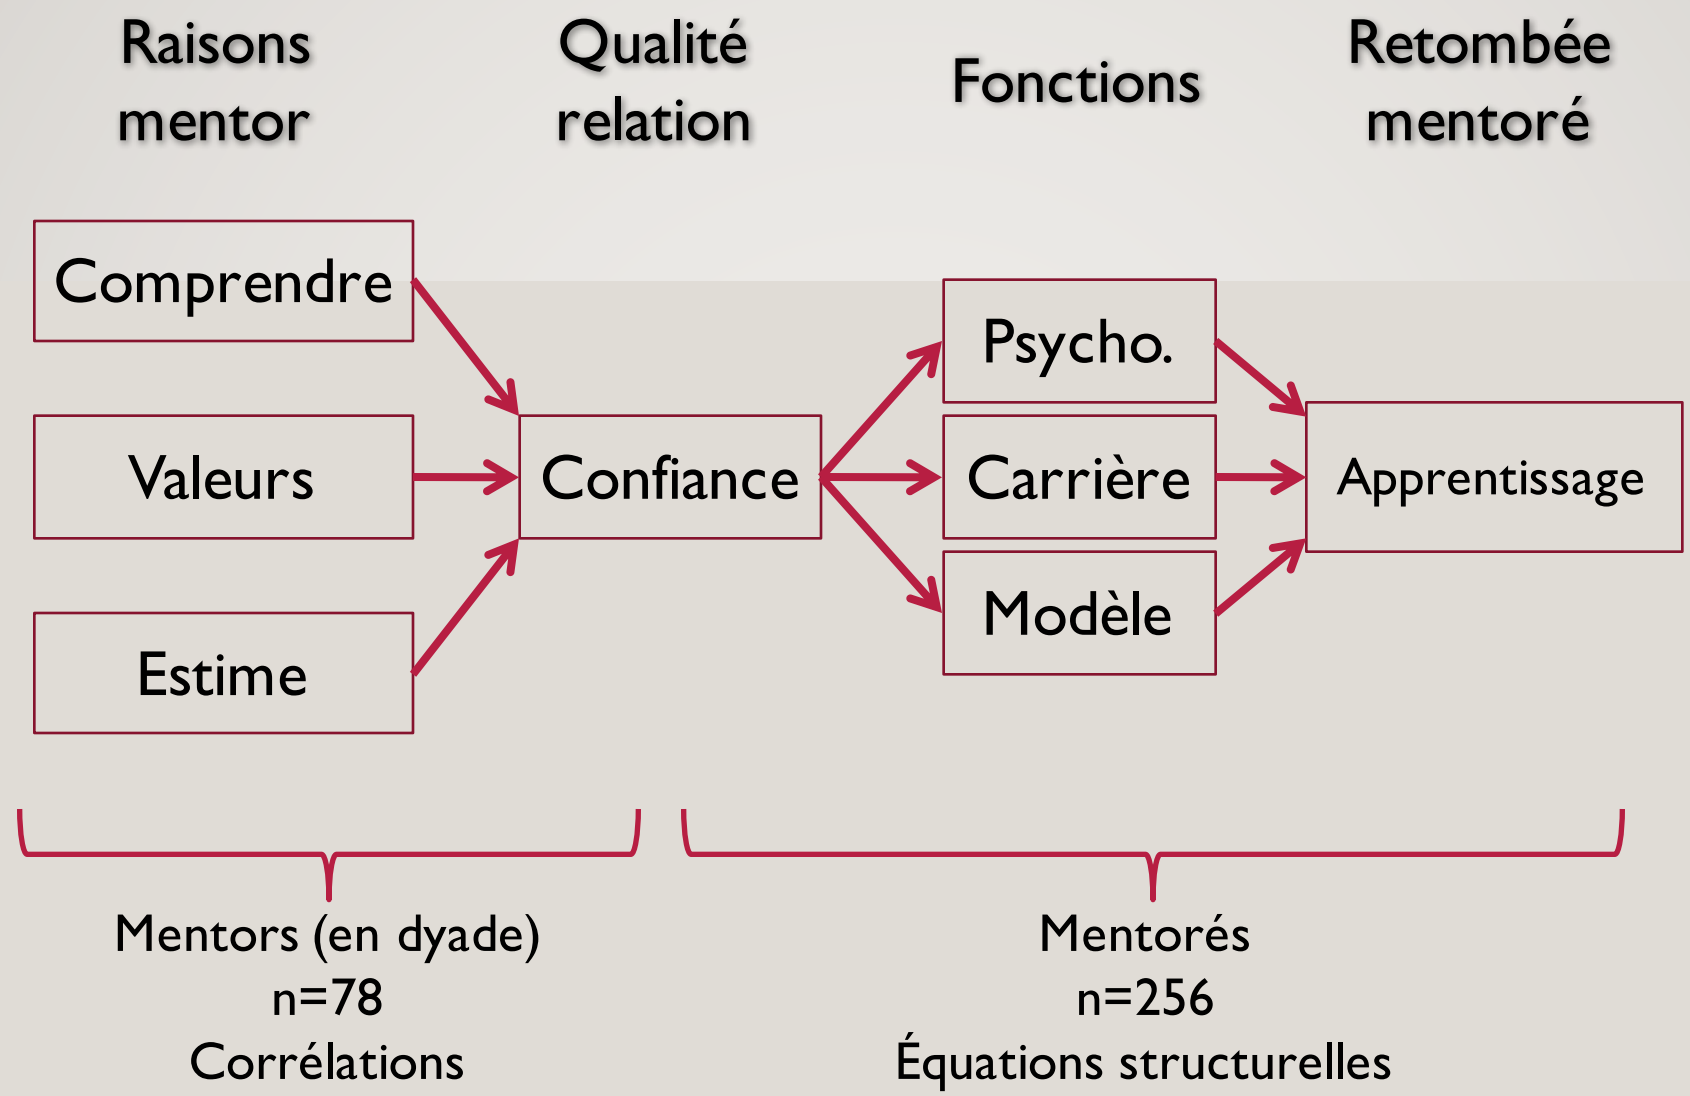 Raisons
mentor
Qualité
relation
Fonctions
Retombée
mentoré
Comprendre
Valeurs
Estime
Confiance
Psycho.
Carrière
Modèle
Apprentissage
Mentors (en dyade)
n=78
Corrélations
Mentorés
n=256
Équations structurelles